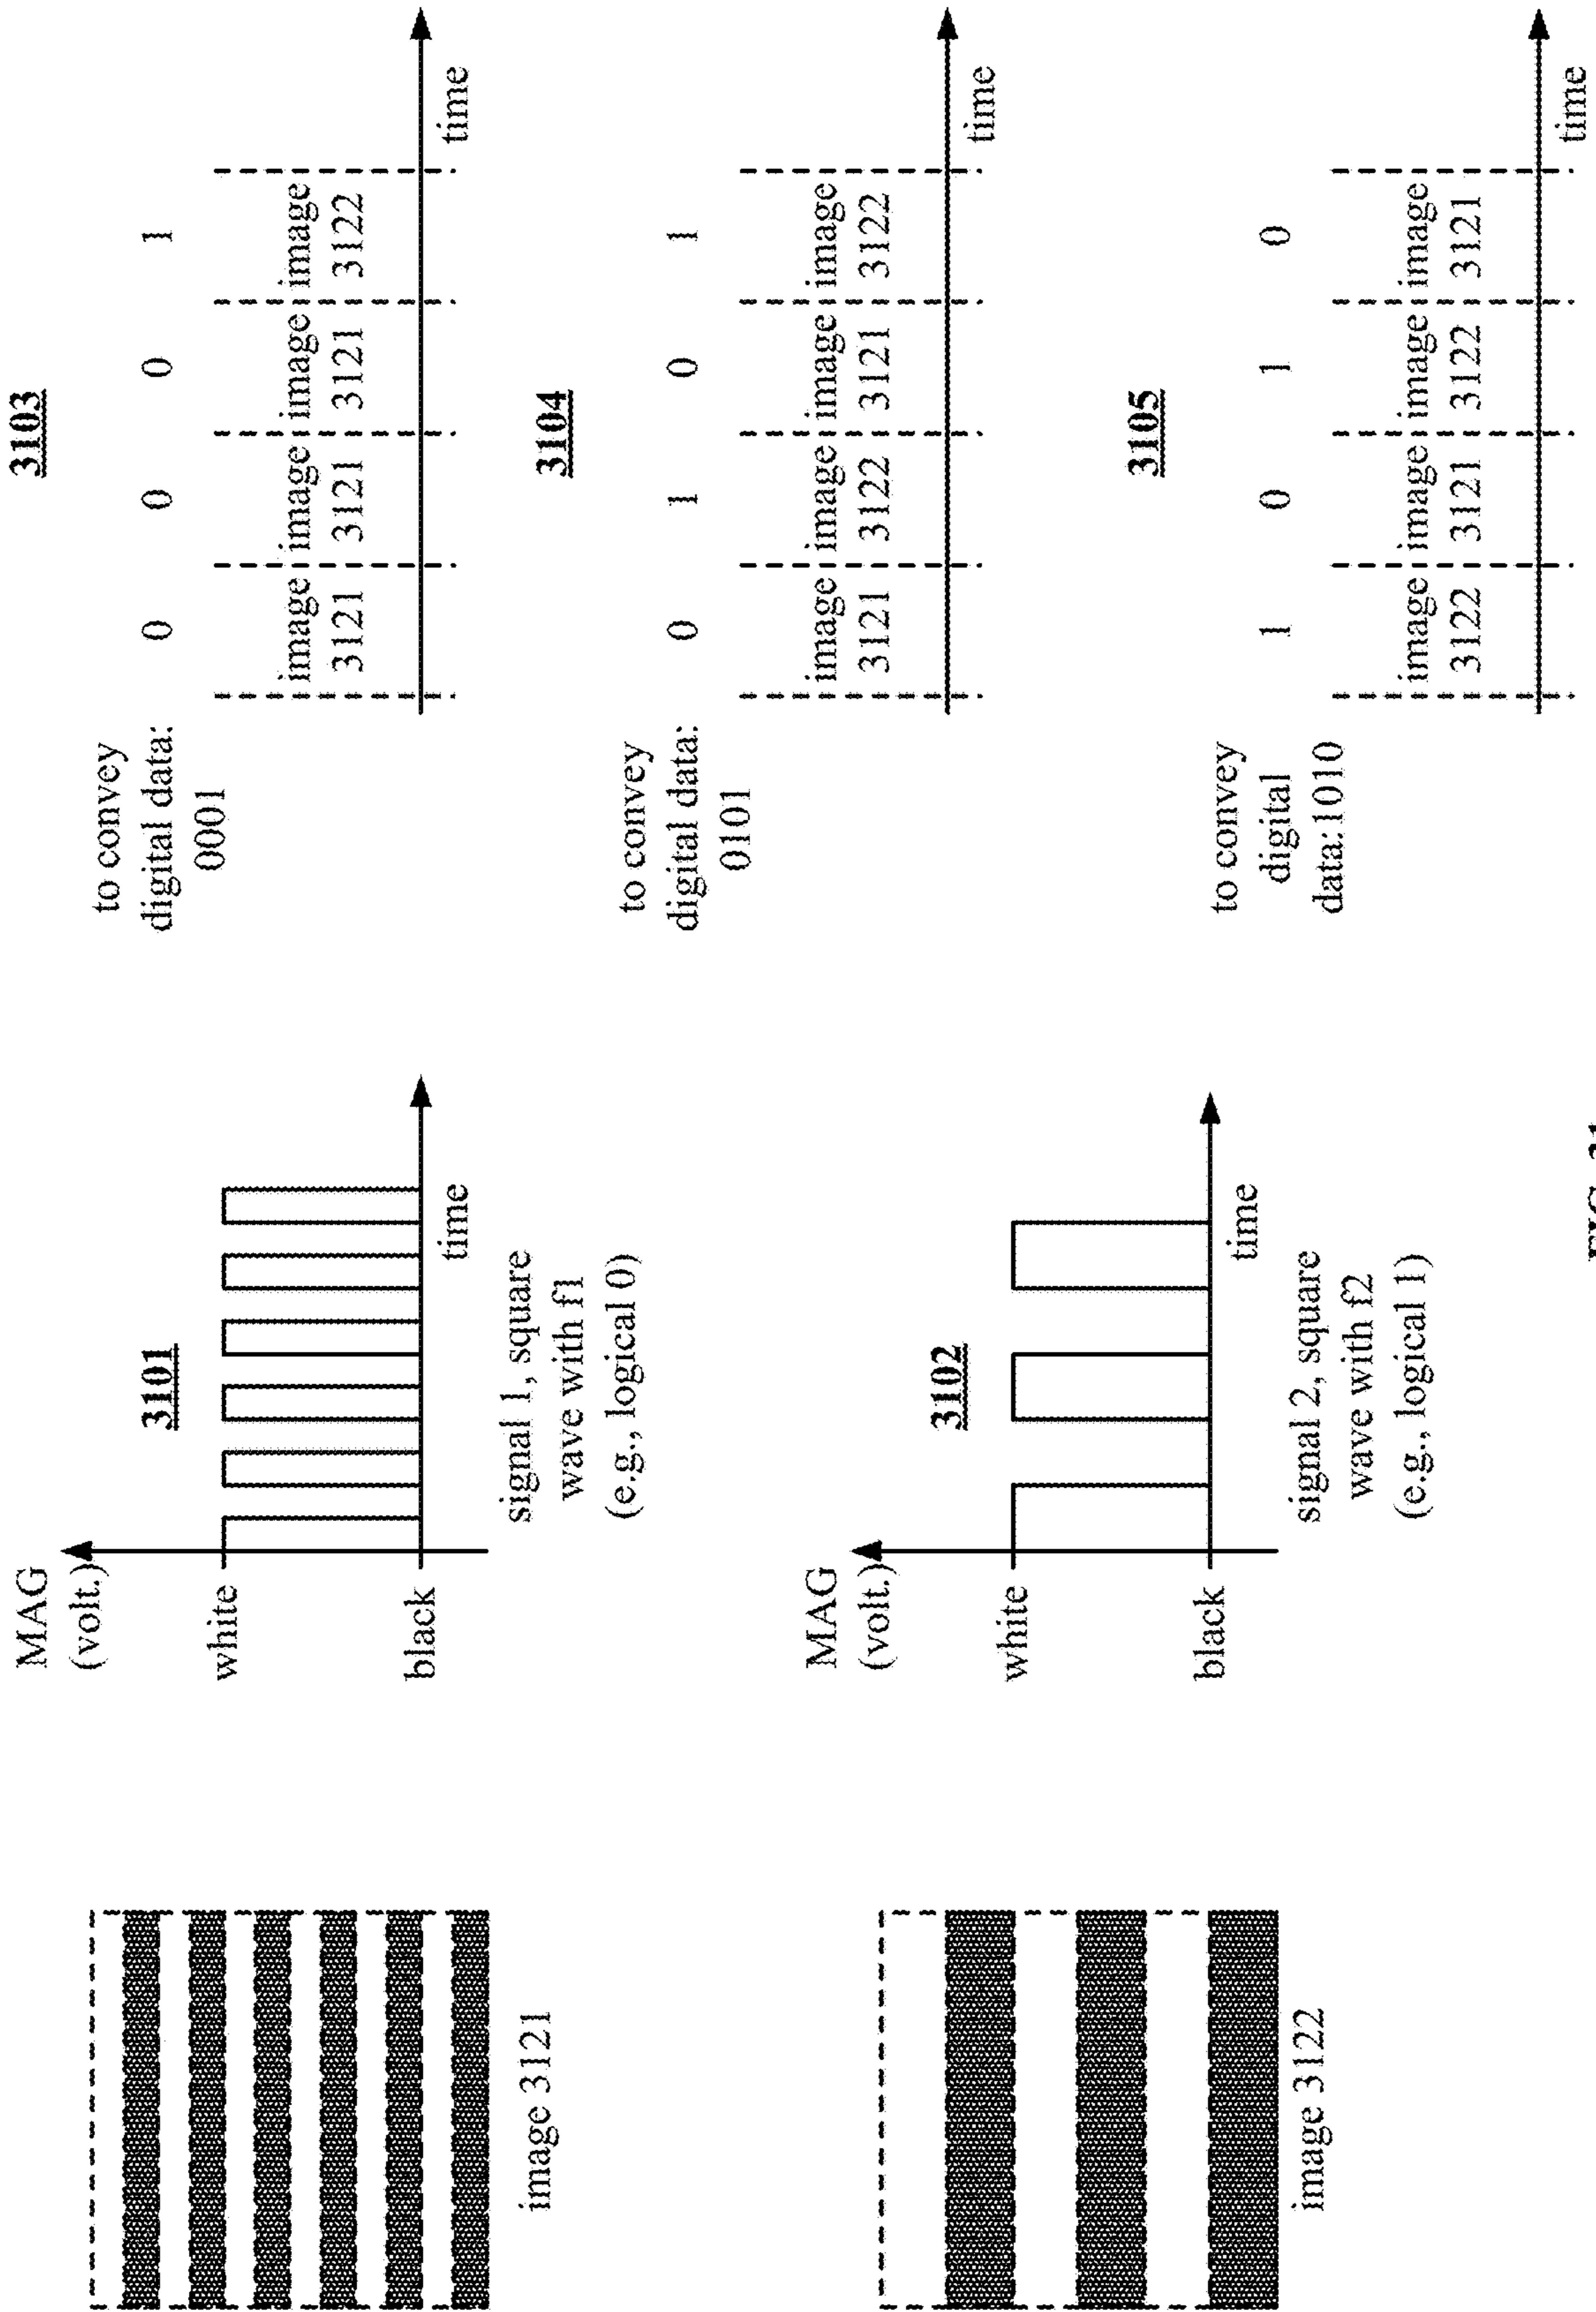 image 3121
MAG
(volt.)
white
black
3101
time
signal 1, square
wave with f1
(e.g., logical 0)
to convey
digital data:
0001
3103
0 0 0 1
image image image image
3121 3121 3121 3122
time
to convey
digital data:
0101
3104
0 1 0 1
image image image image
3121 3122 3121 3122
time
image 3122
MAG
(volt.)
white
black
3102
time
signal 2, square
wave with f2
(e.g., logical 1)
to convey
digital
data:1010
3105
1 0 1 0
image image image image
3122 3121 3122 3121
time